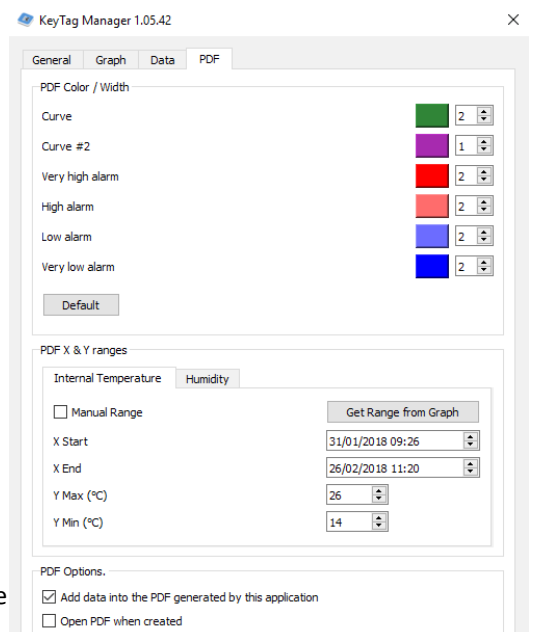 KeyTag Manager 1.05.42
General Graph Data PDF
PDF Color / Width
Curve 2
Curve #2 1
Very high alarm 2
High alarm 2
Low alarm 2
Very low alarm 2
Default
PDF X & Y ranges
Internal Temperature Humidity
Manual Range Get Range from Graph
X Start 31/01/2018 09:26
X End 26/02/2018 11:20
Y Max (°C) 26
Y Min (°C) 14
PDF Options.
e Add data into the PDF generated by this application
Open PDF when created